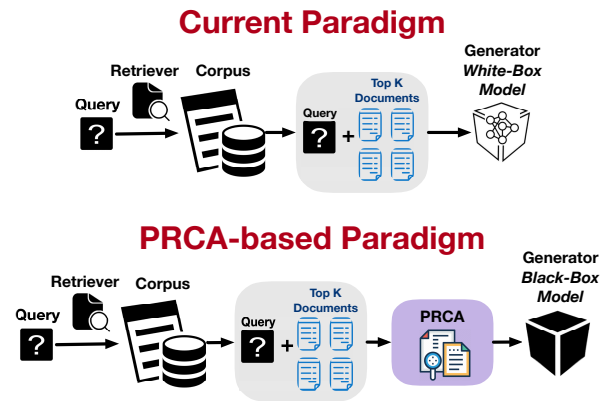 Current Paradigm
Generator
White-Box
Model
Retriever
Corpus
Top K
Documents
Query
Query
?
?
+
PRCA-based Paradigm
Generator
Black-Box
Model
Retriever
Corpus
Top K
Documents
PRCA
Query
Query
?
?
+